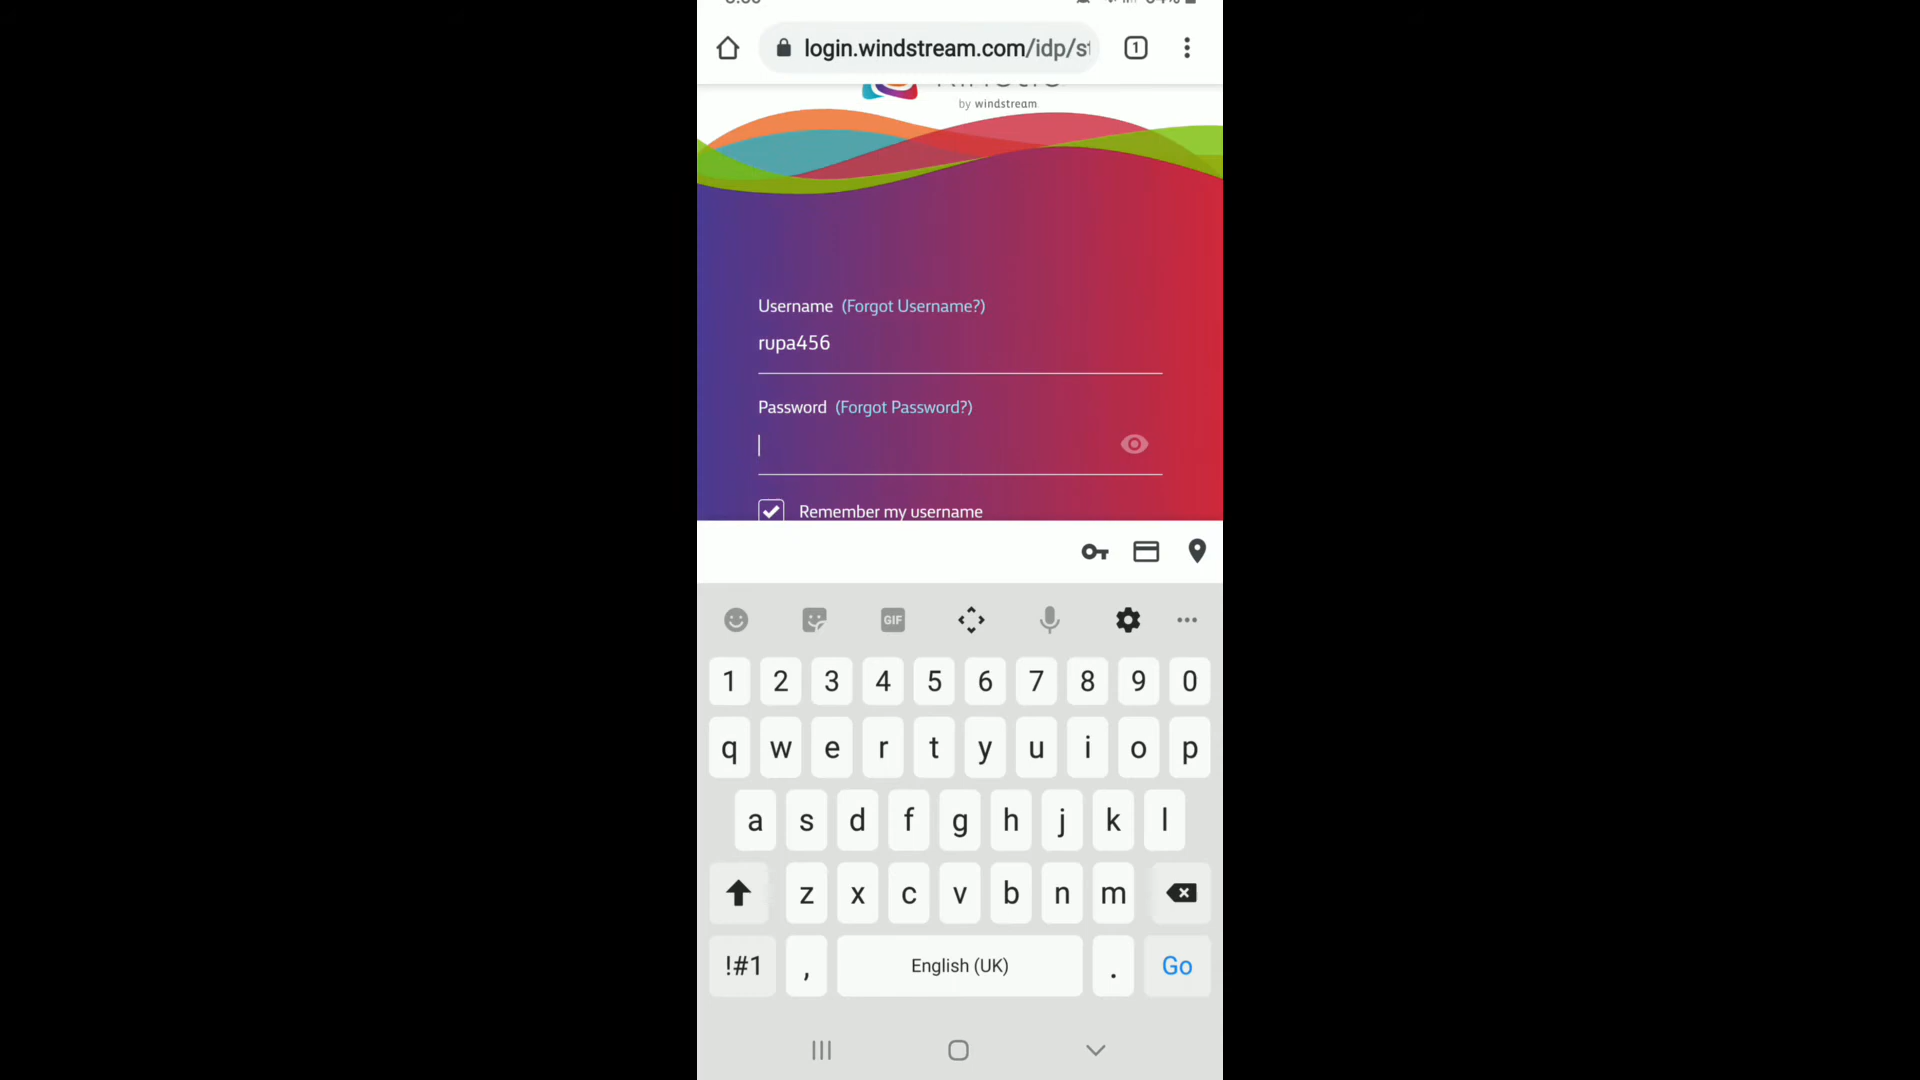 login.windstream.com/idp/s
1
by windstream
Username (Forgot Username?)
rupa456
Password (Forgot Password?)
Remember my username
GIF
1 2 3 4 5 6 7 8 9 0
q w e r t y u i o p
a s d f g h j k l
z x c v b n m
!#1 , English (UK) . Go